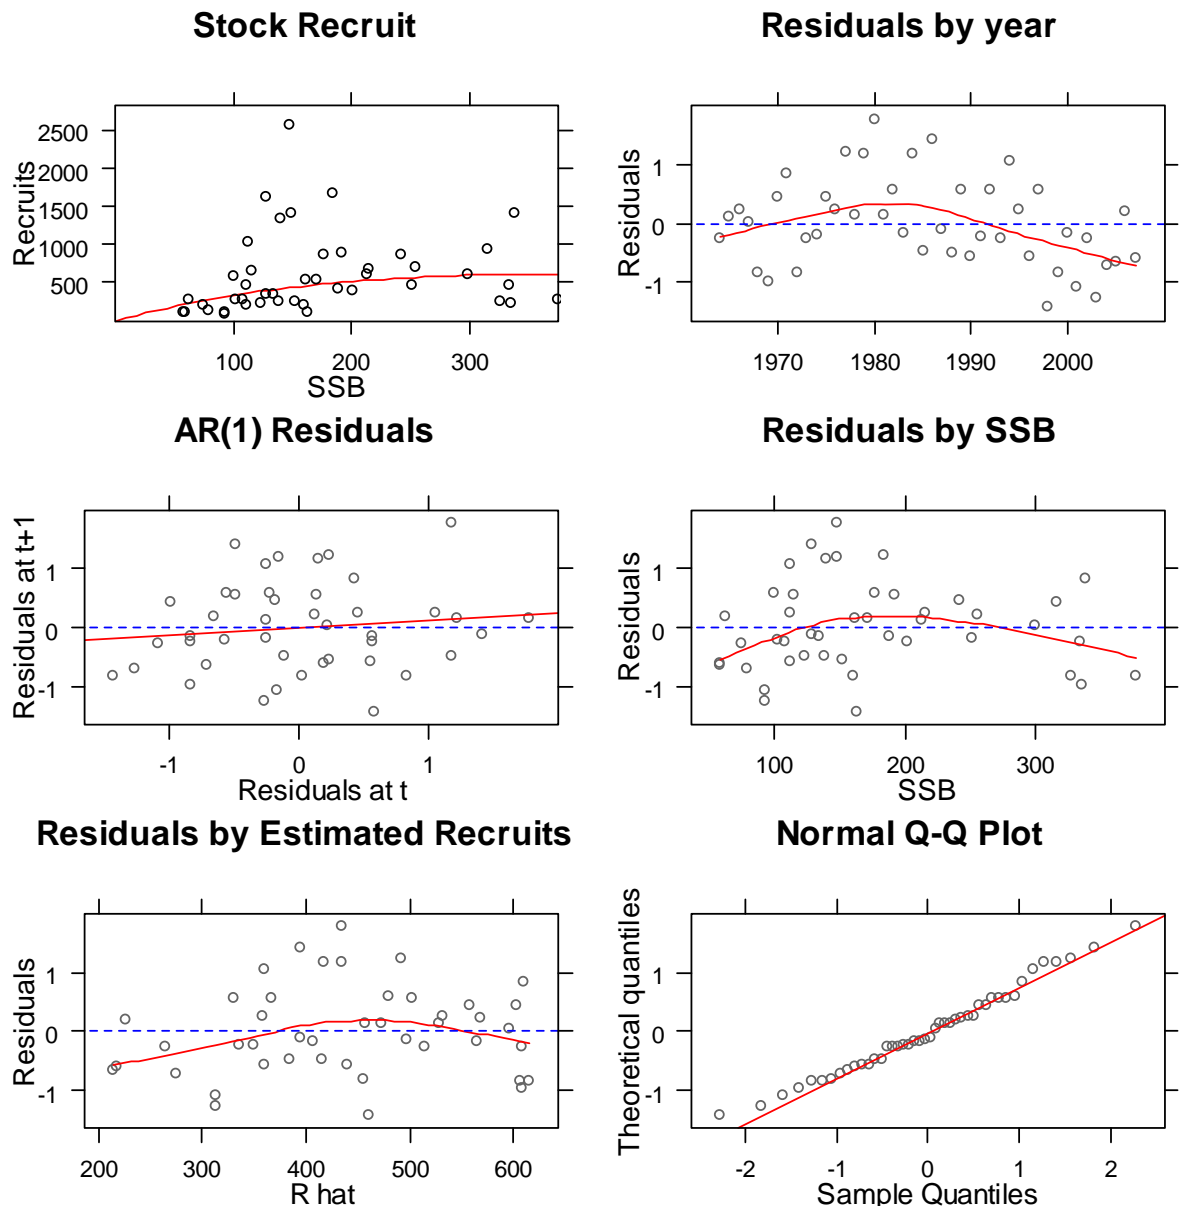 Stock Recruit
Recruits
2500
2000
1500
1000
500
100 200 300
SSB
Residuals by year
Residuals
1
0
-1
1970 1980 1990 2000
AR(1) Residuals
Residuals at t+1
1
0
-1
-1 0 1
Residuals at t
Residuals by SSB
Residuals
1
0
-1
100 200 300
SSB
Residuals by Estimated Recruits
Residuals
1
0
-1
200 300 400 500 600
R hat
Normal Q-Q Plot
Theoretical quantiles
1
0
-1
-2 -1 0 1 2
Sample Quantiles